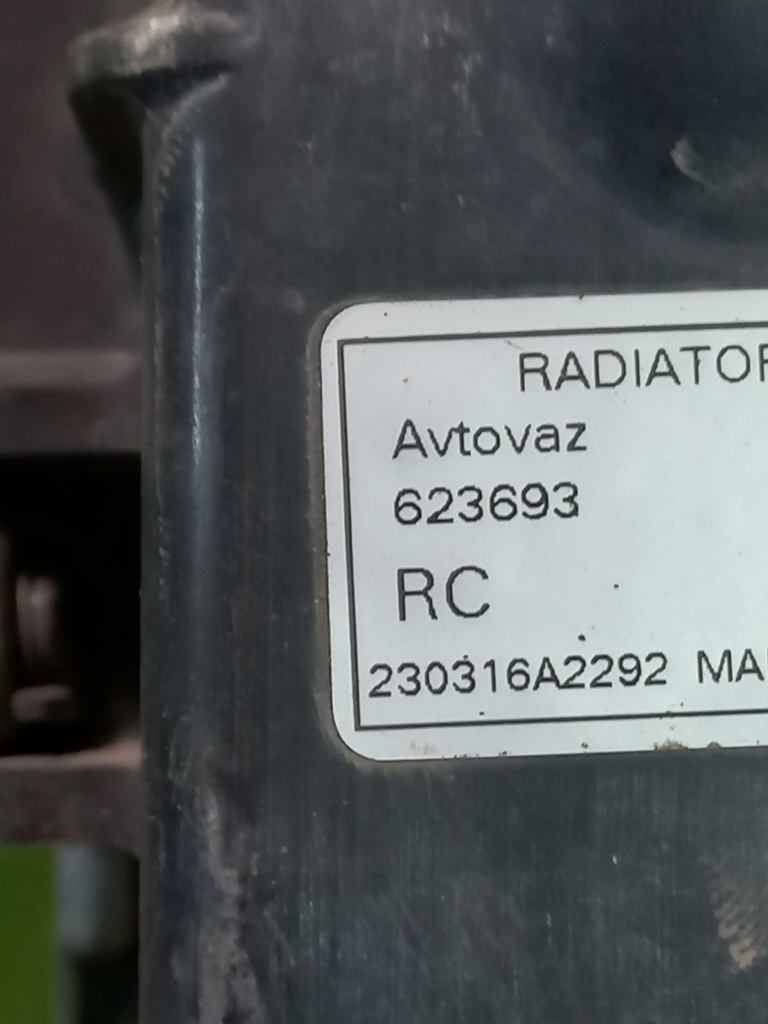 RADIATOR
Avtovaz
623693
RC
230316A2292 MA